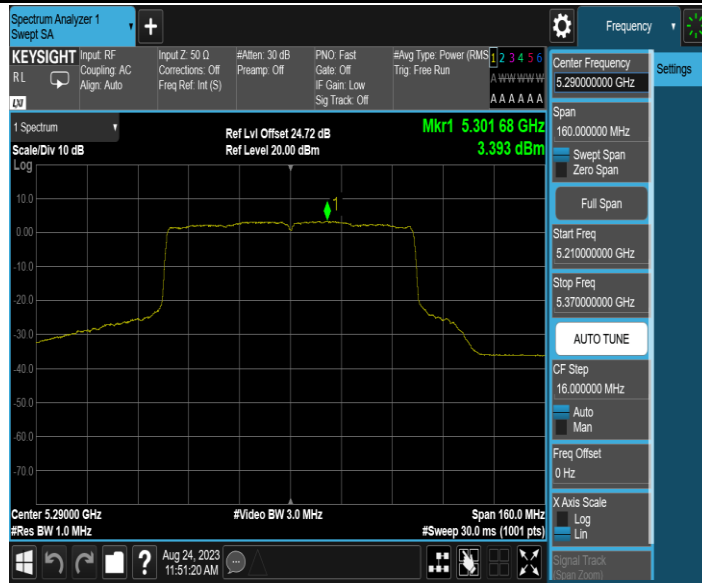 Spectrum Analyzer 1
Swept SA
+
Frequency
KEYSIGHT
RL
LXI
Input: RF
Coupling: AC
Align: Auto
Input Z: 50 Ω
Corrections: Off
Freq Ref: Int (S)
#Atten: 30 dB
Preamp: Off
PNO: Fast
Gate: Off
IF Gain: Low
Sig Track: Off
#Avg Type: Power (RMS
Trig: Free Run
1 2 3 4 5 6
A W W W W W
A A A A A A
1 Spectrum
Scale/Div 10 dB
Log
Ref Lvl Offset 24.72 dB
Ref Level 20.00 dBm
Mkr1 5.301 68 GHz
3.393 dBm
1
10.0
0.00
-10.0
-20.0
-30.0
-40.0
-50.0
-60.0
-70.0
Center 5.29000 GHz
#Res BW 1.0 MHz
#Video BW 3.0 MHz
Span 160.0 MHz
#Sweep 30.0 ms (1001 pts)
?
Aug 24, 2023
11:51:20 AM
Center Frequency
5.290000000 GHz
Settings
Span
160.000000 MHz
Swept Span
Zero Span
Full Span
Start Freq
5.210000000 GHz
Stop Freq
5.370000000 GHz
AUTO TUNE
CF Step
16.000000 MHz
Auto
Man
Freq Offset
0 Hz
X Axis Scale
Log
Lin
Signal Track
(Span Zoom)